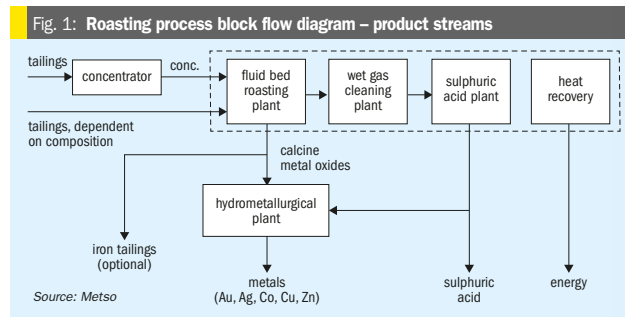 Fig. 1: Roasting process block flow diagram – product streams
tailings
concentrator
conc.
fluid bed
roasting
plant
wet gas
cleaning
plant
sulphuric
acid plant
heat
recovery
tailings, dependent
on composition
calcine
metal oxides
hydrometallurgical
plant
iron tailings
(optional)
metals
(Au, Ag, Co, Cu, Zn)
sulphuric
acid
energy
Source: Metso